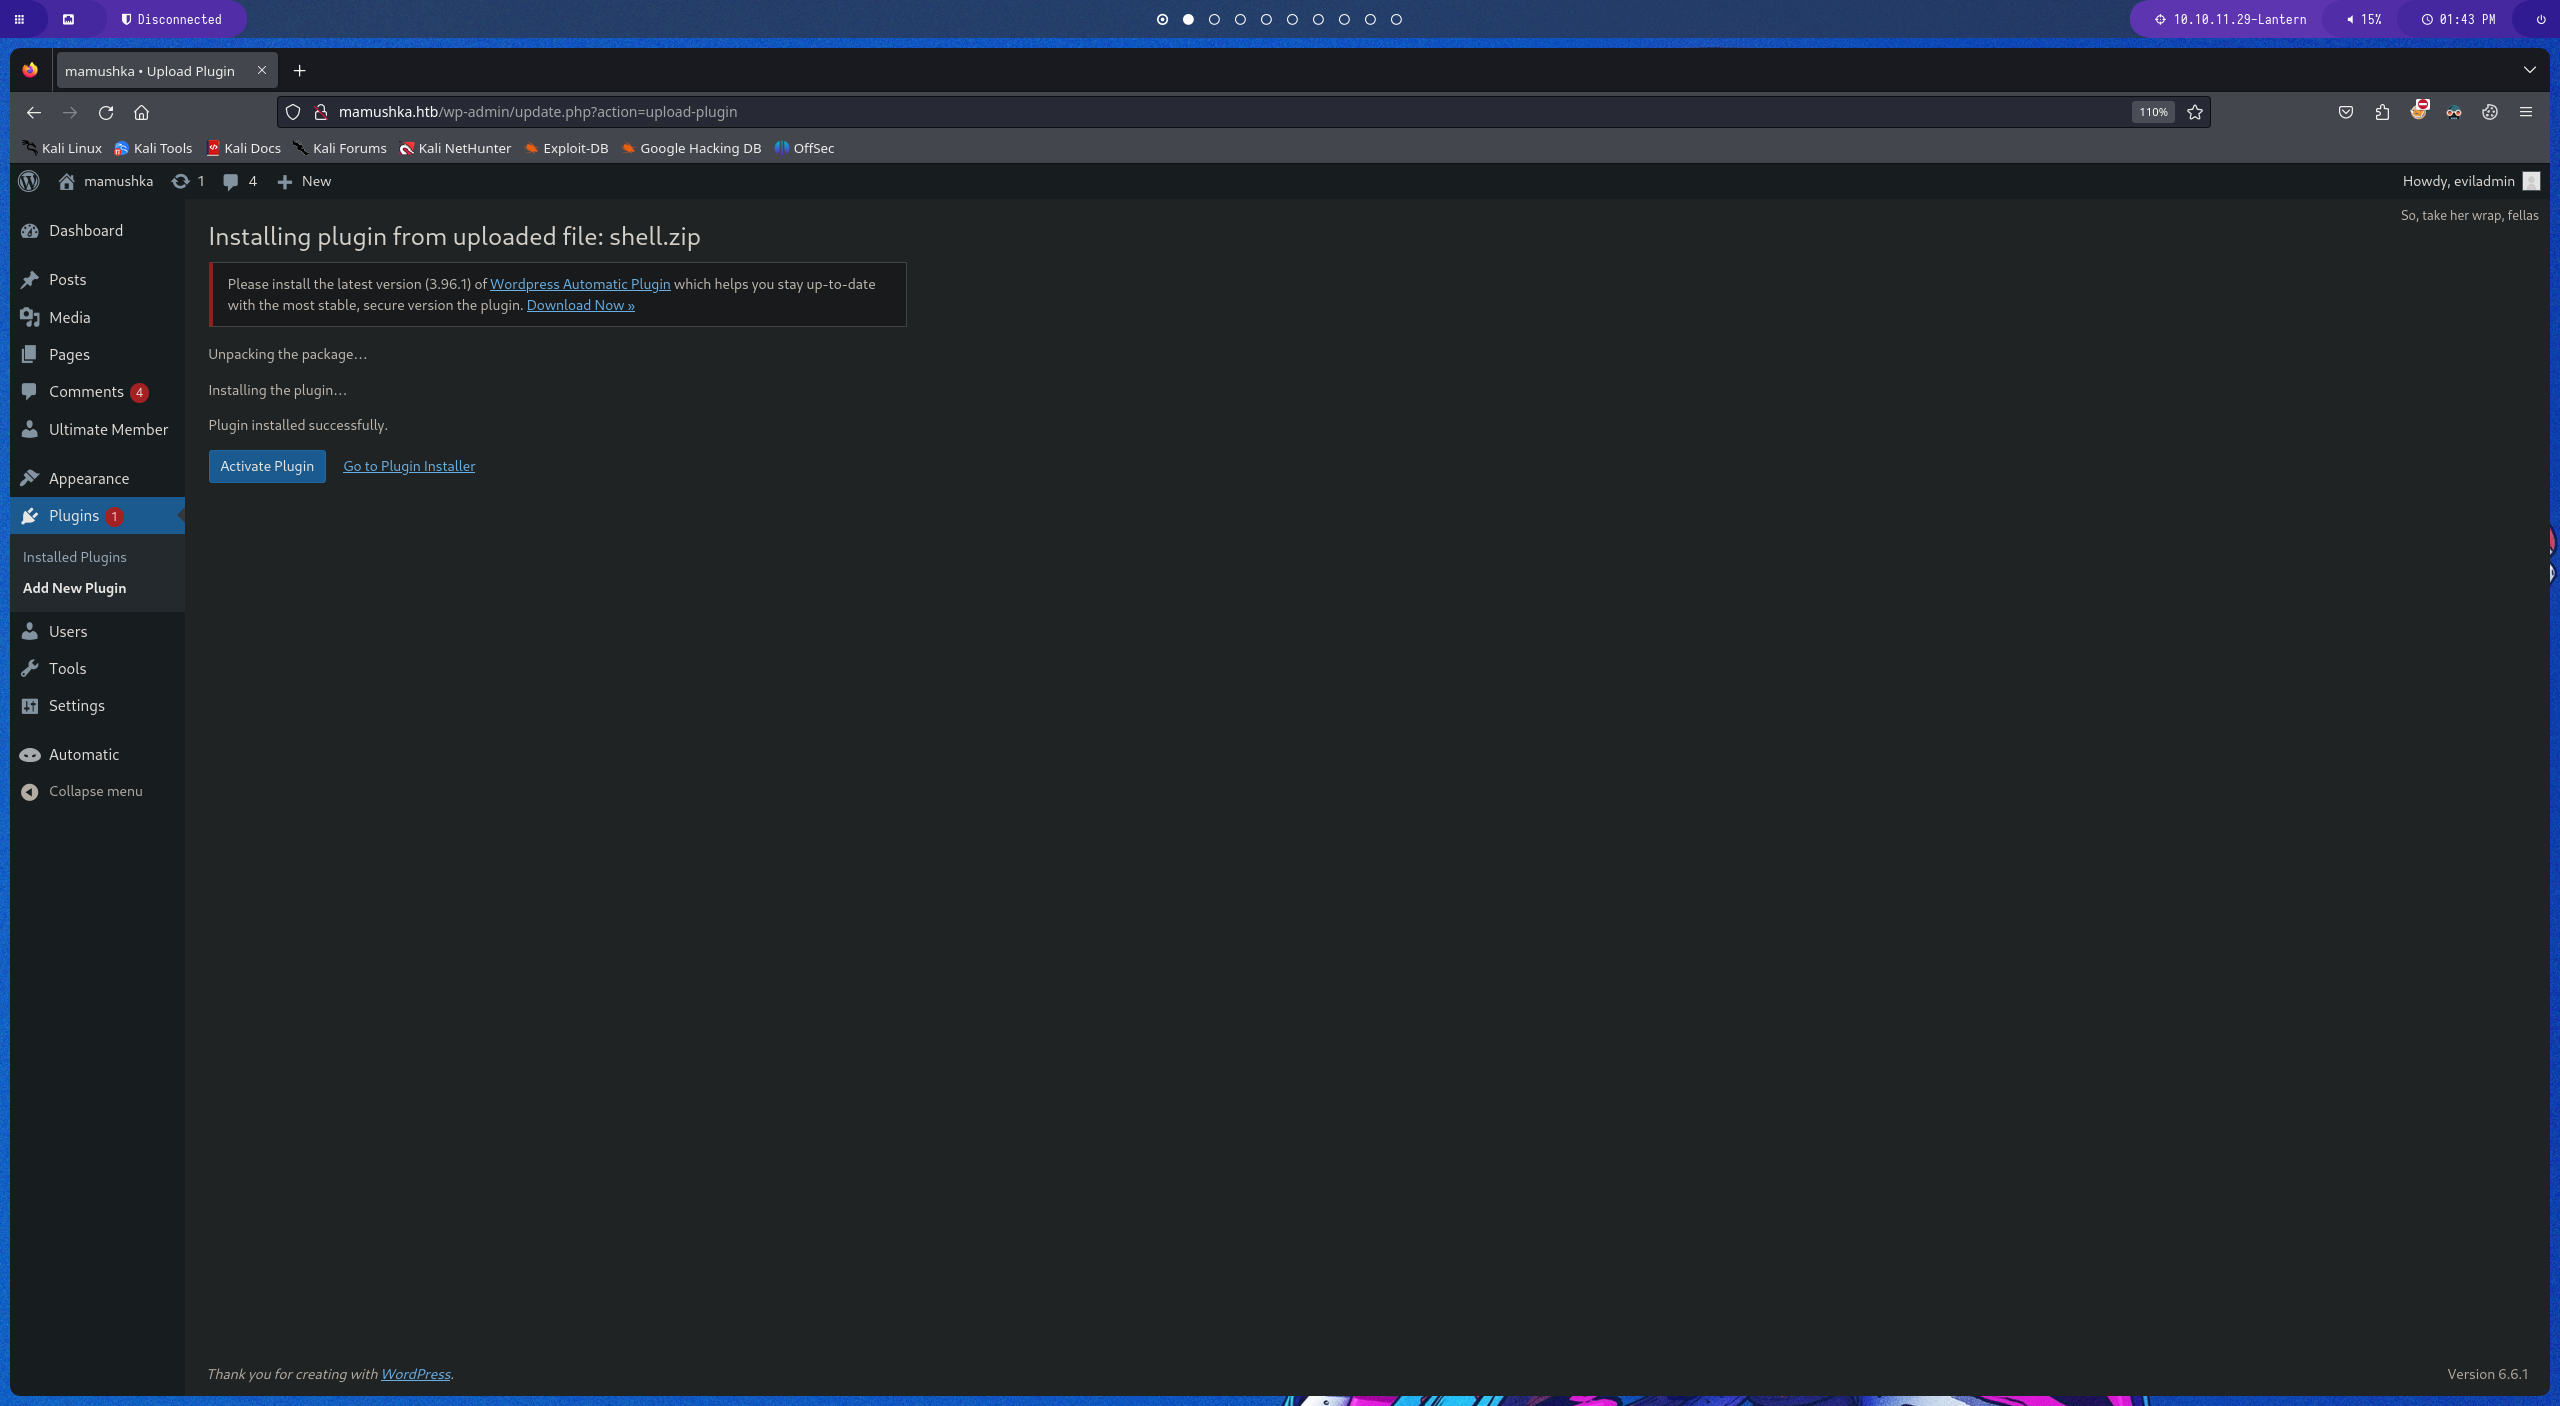 Disconnected
10.10.11.29-Lantern
15%
01:43 PM
mamushka • Upload Plugin
mamushka.htb/wp-admin/update.php?action=upload-plugin
110%
Kali Linux
Kali Tools
Kali Docs
Kali Forums
Kali NetHunter
Exploit-DB
Google Hacking DB
OffSec
mamushka
1
4
New
Howdy, eviladmin
So, take her wrap, fellas
Dashboard
Posts
Media
Pages
Comments 4
Ultimate Member
Appearance
Plugins 1
Installed Plugins
Add New Plugin
Users
Tools
Settings
Automatic
Collapse menu
Installing plugin from uploaded file: shell.zip
Please install the latest version (3.96.1) of Wordpress Automatic Plugin which helps you stay up-to-date
with the most stable, secure version the plugin. Download Now »
Unpacking the package…
Installing the plugin…
Plugin installed successfully.
Activate Plugin
Go to Plugin Installer
Thank you for creating with WordPress.
Version 6.6.1